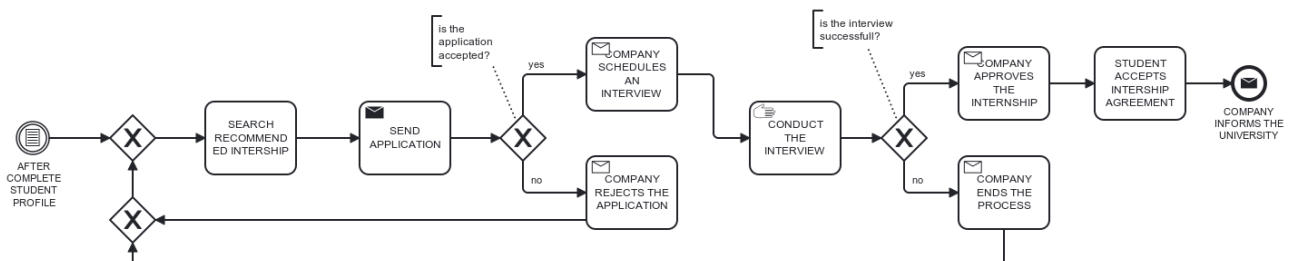 is the
application
accepted?
is the interview
successfull?
yes
COMPANY
SCHEDULES
AN
INTERVIEW
yes
COMPANY
APPROVES
THE
INTERNSHIP
STUDENT
ACCEPTS
INTERSHIP
AGREEMENT
COMPANY
INFORMS THE
UNIVERSITY
AFTER
COMPLETE
STUDENT
PROFILE
X
SEARCH
RECOMMEND
ED INTERSHIP
SEND
APPLICATION
X
CONDUCT
THE
INTERVIEW
X
no
COMPANY
REJECTS THE
APPLICATION
no
COMPANY
ENDS THE
PROCESS
X